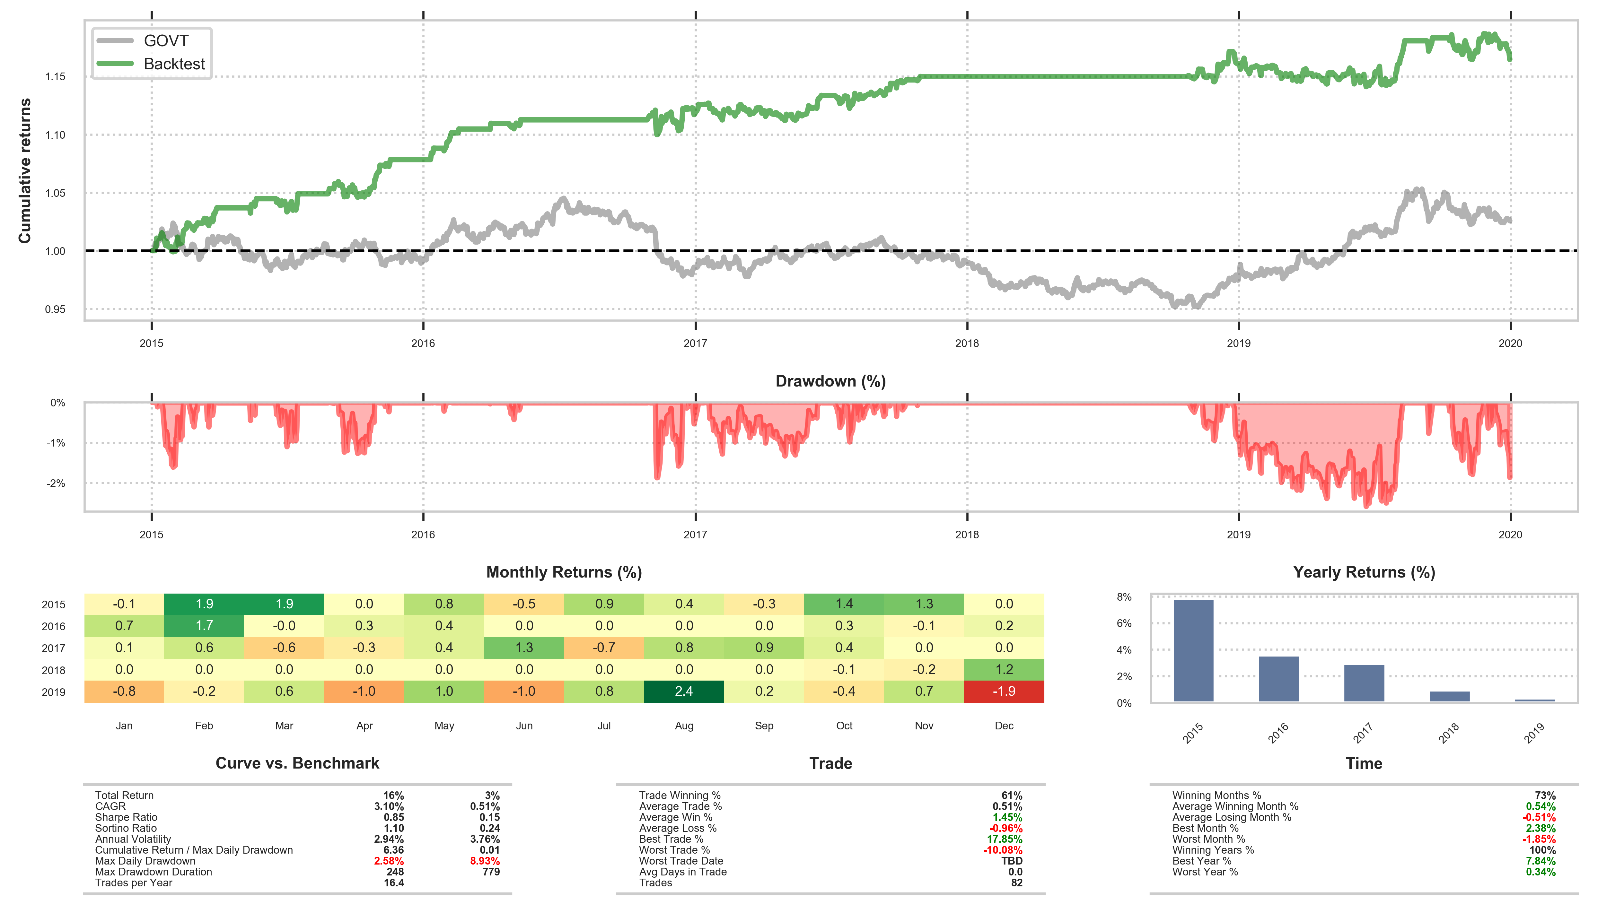 GOVT
Backtest
Cumulative returns
1.15
1.10
1.05
1.00
0.95
2015 2016 2017 2018 2019 2020
Drawdown (%)
0%
-1%
-2%
2015 2016 2017 2018 2019 2020
Monthly Returns (%)
2015 -0.1 1.9 1.9 0.0 0.8 -0.5 0.9 0.4 -0.3 1.4 1.3 0.0
2016 0.7 1.7 -0.0 0.3 0.4 0.0 0.0 0.0 0.0 0.3 -0.1 0.2
2017 0.1 0.6 -0.6 -0.3 0.4 1.3 -0.7 0.8 0.9 0.4 0.0 0.0
2018 0.0 0.0 0.0 0.0 0.0 0.0 0.0 0.0 0.0 -0.1 -0.2 1.2
2019 -0.8 -0.2 0.6 -1.0 1.0 -1.0 0.8 2.4 0.2 -0.4 0.7 -1.9
Jan Feb Mar Apr May Jun Jul Aug Sep Oct Nov Dec
Yearly Returns (%)
8%
6%
4%
2%
0%
2015 2016 2017 2018 2019
Curve vs. Benchmark
Total Return 16% 3%
CAGR 3.10% 0.51%
Sharpe Ratio 0.85 0.15
Sortino Ratio 1.10 0.24
Annual Volatility 2.94% 3.76%
Cumulative Return / Max Daily Drawdown 6.36 0.01
Max Daily Drawdown 2.58% 8.93%
Max Drawdown Duration 248 779
Trades per Year 16.4
Trade
Trade Winning % 61%
Average Trade % 0.51%
Average Win % 1.45%
Average Loss % -0.96%
Best Trade % 17.85%
Worst Trade % -10.08%
Worst Trade Date TBD
Avg Days in Trade 0.0
Trades 82
Time
Winning Months % 73%
Average Winning Month % 0.54%
Average Losing Month % -0.51%
Best Month % 2.38%
Worst Month % -1.85%
Winning Years % 100%
Best Year % 7.84%
Worst Year % 0.34%